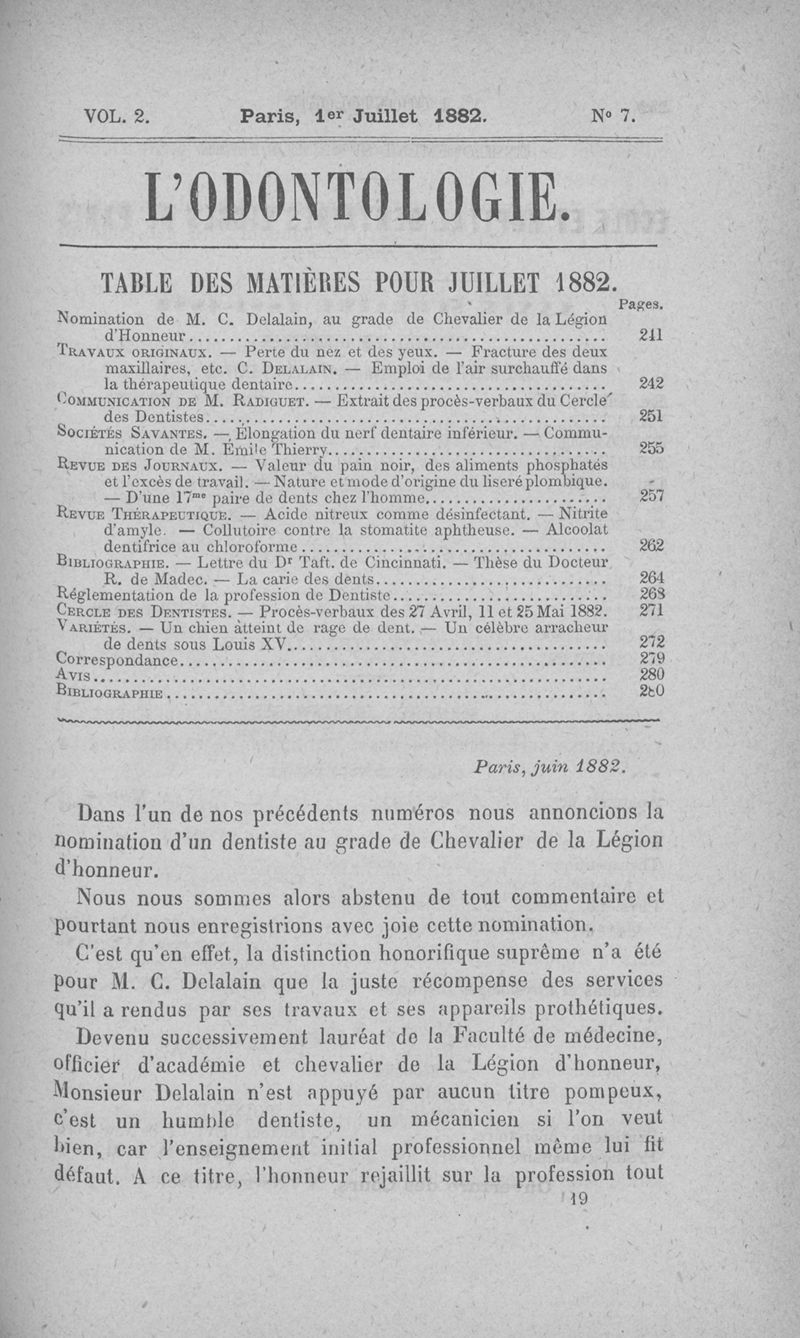 VOL. 2. Paris, 1er Juillet 1882. No 7.
L'ODONTOLOGIE.
TABLE DES MATIÈRES POUR JUILLET 1882.
Pages.
Nomination de M. C. Delalain, au grade de Chevalier de la Légion
d'Honneur.................................................. 241
TRAVAUX ORIGINAUX. — Perte du nez et des yeux. — Fracture des deux
maxillaires, etc. C. DELALAIN. — Emploi de l'air surchauffé dans
la thérapeutique dentaire...................................... 242
COMMUNICATION DE M. RADIGUET. — Extrait des procès-verbaux du Cercle
des Dentistes................................................ 251
SOCIÉTÉS SAVANTES. — Élongation du nerf dentaire inférieur. — Commu-
nication de M. Emile Thierry.................................. 255
REVUE DES JOURNAUX. — Valeur du pain noir, des aliments phosphatés
et l'excès de travail. — Nature et mode d'origine du liseré plombique.
— D'une 17me paire de dents chez l'homme...................... 257
REVUE THÉRAPEUTIQUE. — Acide nitreux comme désinfectant. — Nitrite
d'amyle. — Collutoire contre la stomatite aphtheuse. — Alcoolat
dentifrice au chloroforme ..................................... 262
BIBLIOGRAPHIE. — Lettre du Dr Taft. de Cincinnati. — Thèse du Docteur
R. de Madec. — La carie des dents............................ 264
Réglementation de la profession de Dentiste.......................... 268
CERCLE DES DENTISTES. — Procès-verbaux des 27 Avril, 11 et 25 Mai 1882. 271
VARIÉTÉS. — Un chien atteint de rage de dent. — Un célèbre arracheur
de dents sous Louis XV....................................... 272
Correspondance.................................................... 279
AVIS............................................................... 280
BIBLIOGRAPHIE..................................................... 280
Paris, juin 1882.
Dans l'un de nos précédents numéros nous annoncions la
nomination d'un dentiste au grade de Chevalier de la Légion
d'honneur.
Nous nous sommes alors abstenu de tout commentaire et
pourtant nous enregistrions avec joie cette nomination.
C'est qu'en effet, la distinction honorifique suprême n'a été
pour M. C. Delalain que la juste récompense des services
qu'il a rendus par ses travaux et ses appareils prothétiques.
Devenu successivement lauréat de la Faculté de médecine,
officier d'académie et chevalier de la Légion d'honneur,
Monsieur Delalain n'est appuyé par aucun titre pompeux,
c'est un humble dentiste, un mécanicien si l'on veut
bien, car l'enseignement initial professionnel même lui fit
défaut. A ce titre, l'honneur rejaillit sur la profession tout
19